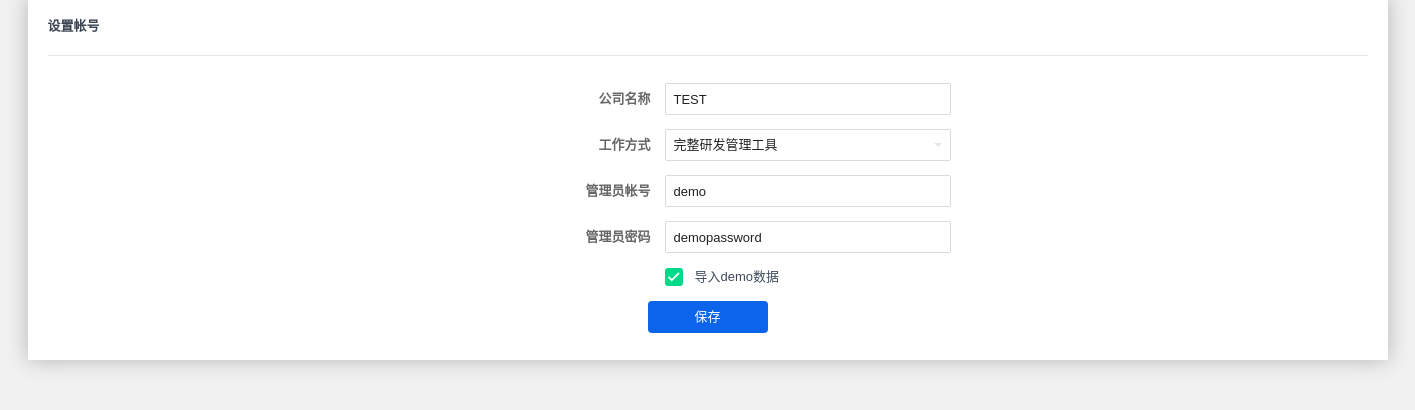 设置帐号
公司名称 TEST
工作方式 完整研发管理工具
管理员帐号 demo
管理员密码 demopassword
导入demo数据
保存